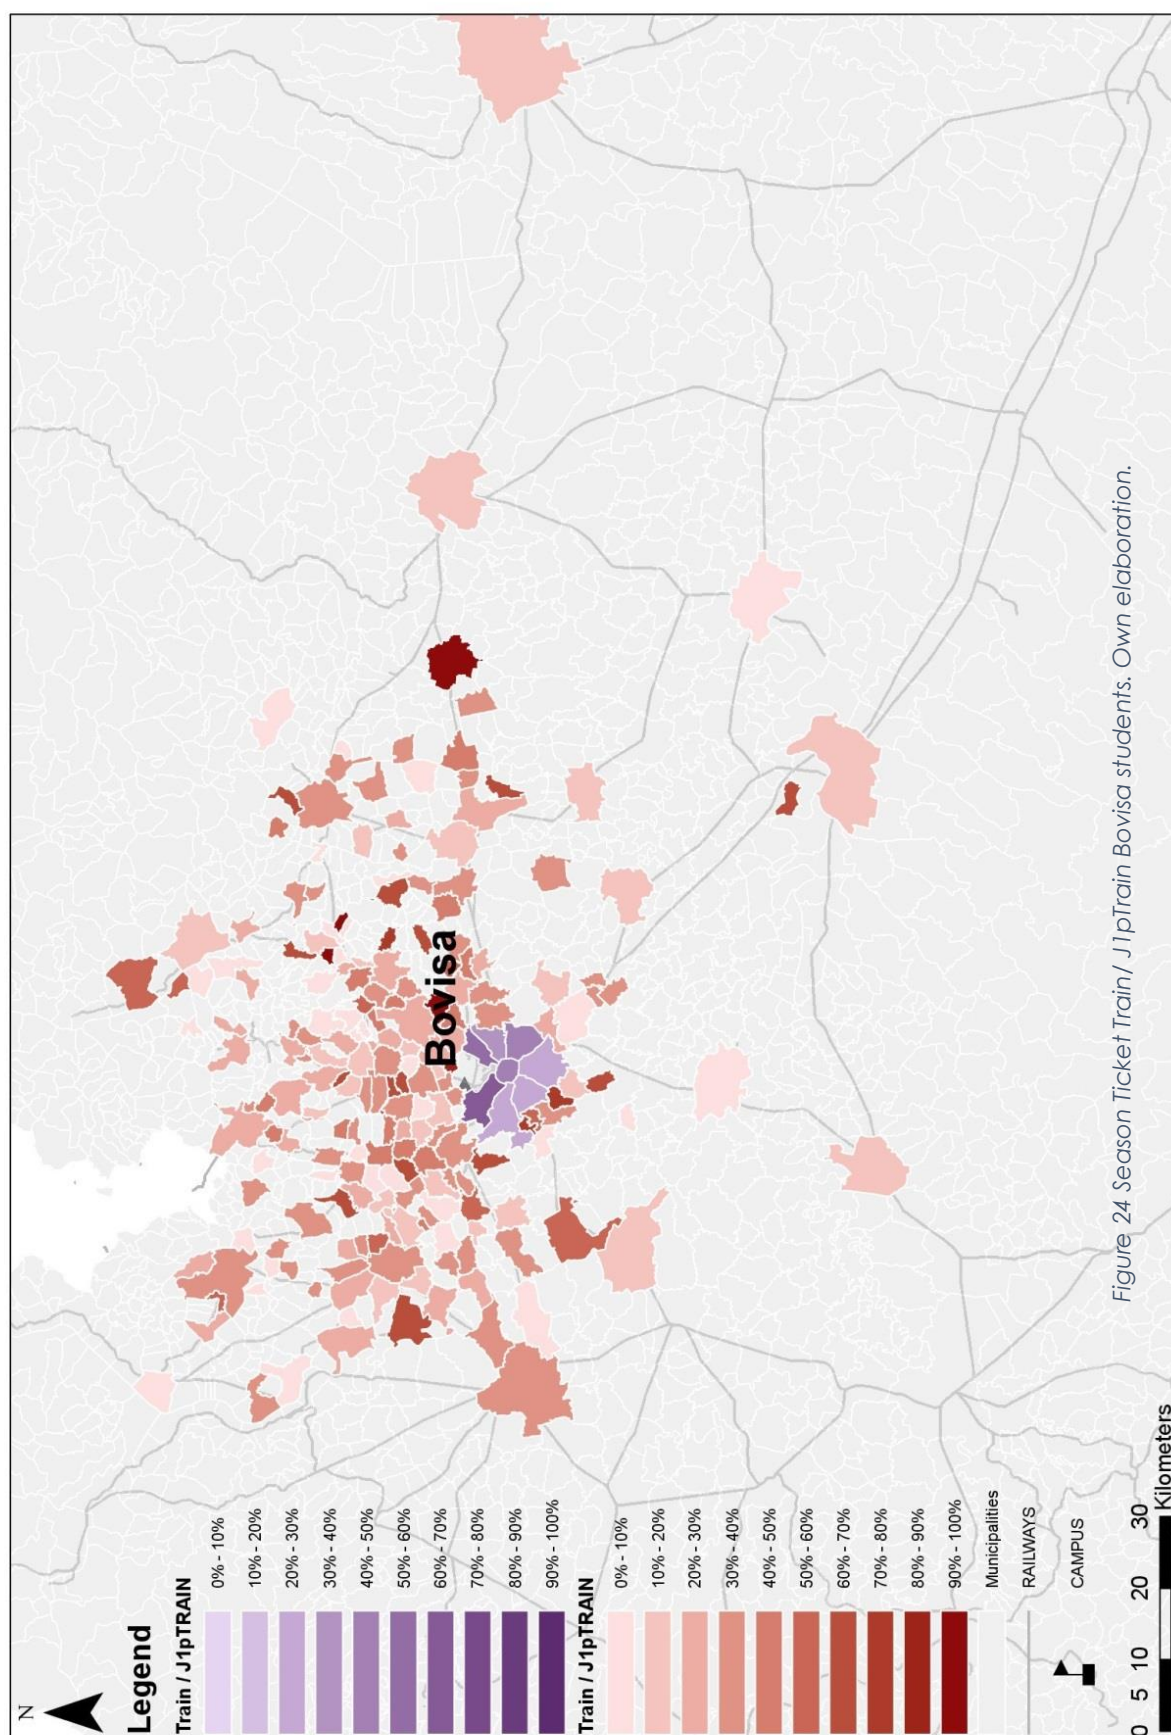 N
Legend
Train / J1pTRAIN
0% - 10%
10% - 20%
20% - 30%
30% - 40%
40% - 50%
50% - 60%
60% - 70%
70% - 80%
80% - 90%
90% - 100%
Train / J1pTRAIN
0% - 10%
10% - 20%
20% - 30%
30% - 40%
40% - 50%
50% - 60%
60% - 70%
70% - 80%
80% - 90%
90% - 100%
Municipalities
RAILWAYS
CAMPUS
0 5 10 20 30
Kilometers
Bovisa
Figure 24 Season Ticket Train/ J1pTrain Bovisa students. Own elaboration.